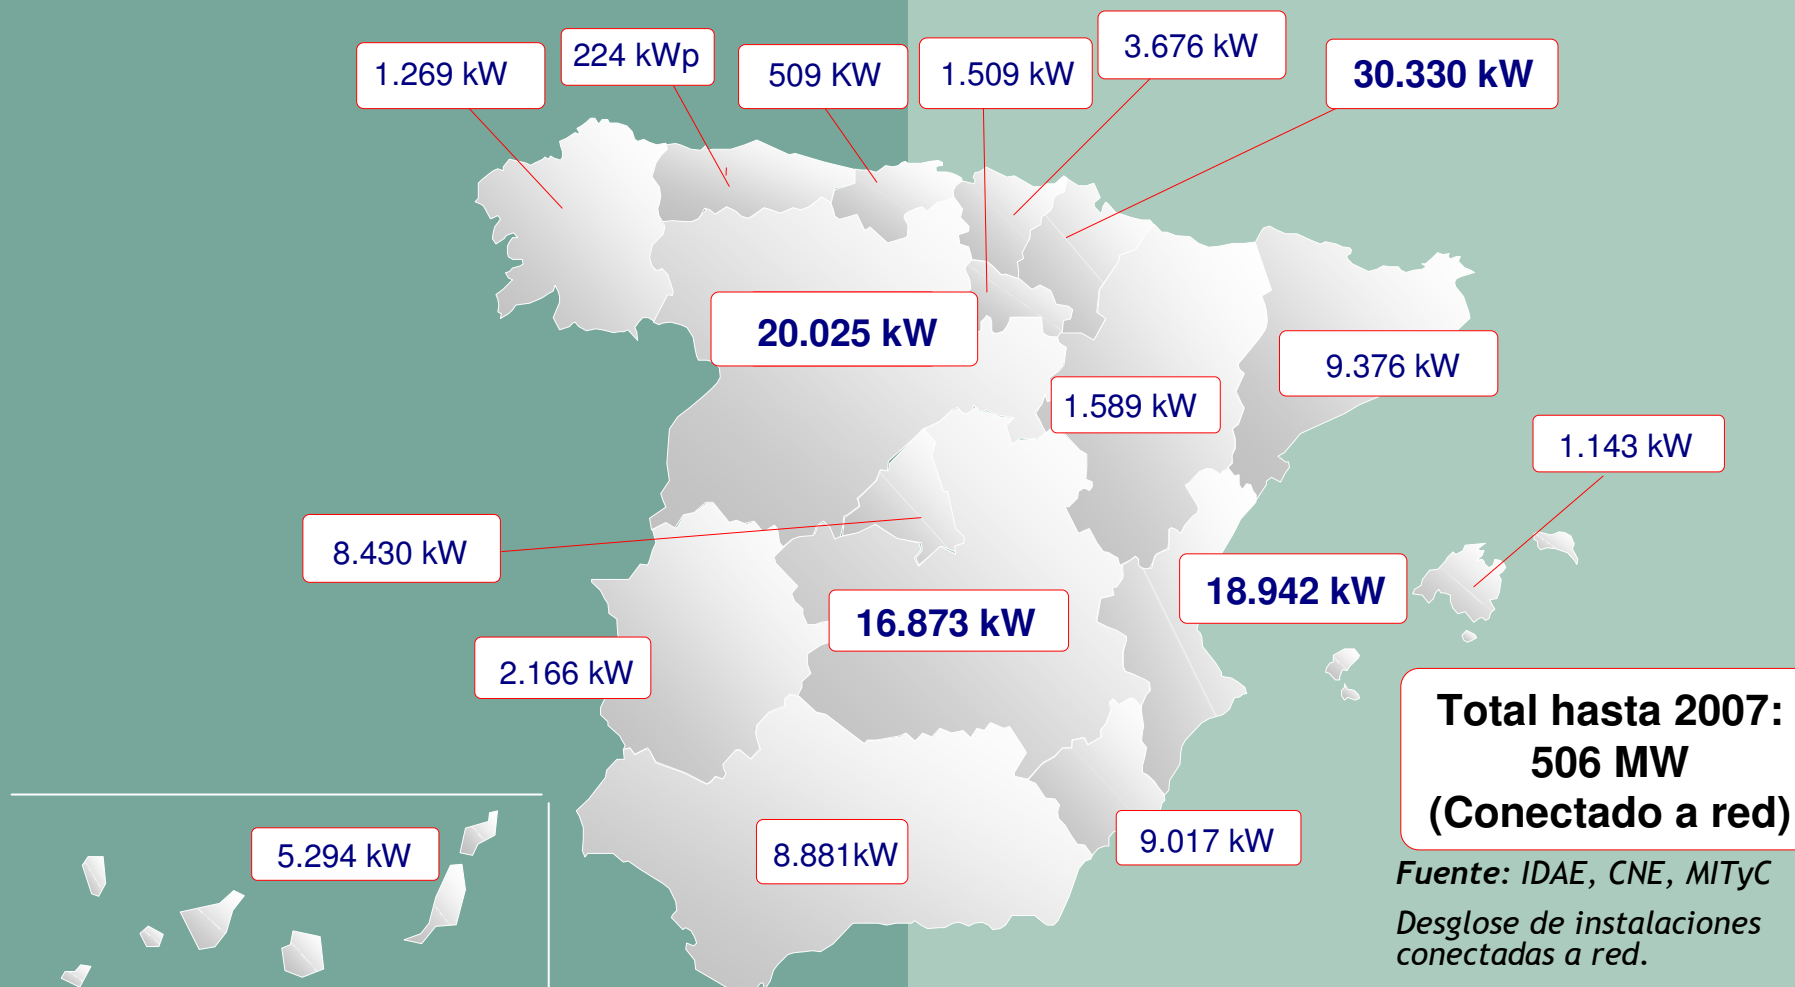 1.269 kW
224 kWp
509 KW
1.509 kW
3.676 kW
30.330 kW
20.025 kW
9.376 kW
1.589 kW
1.143 kW
8.430 kW
18.942 kW
16.873 kW
2.166 kW
Total hasta 2007:
506 MW
(Conectado a red)
5.294 kW
8.881kW
9.017 kW
Fuente: IDAE, CNE, MITyC
Desglose de instalaciones
conectadas a red.